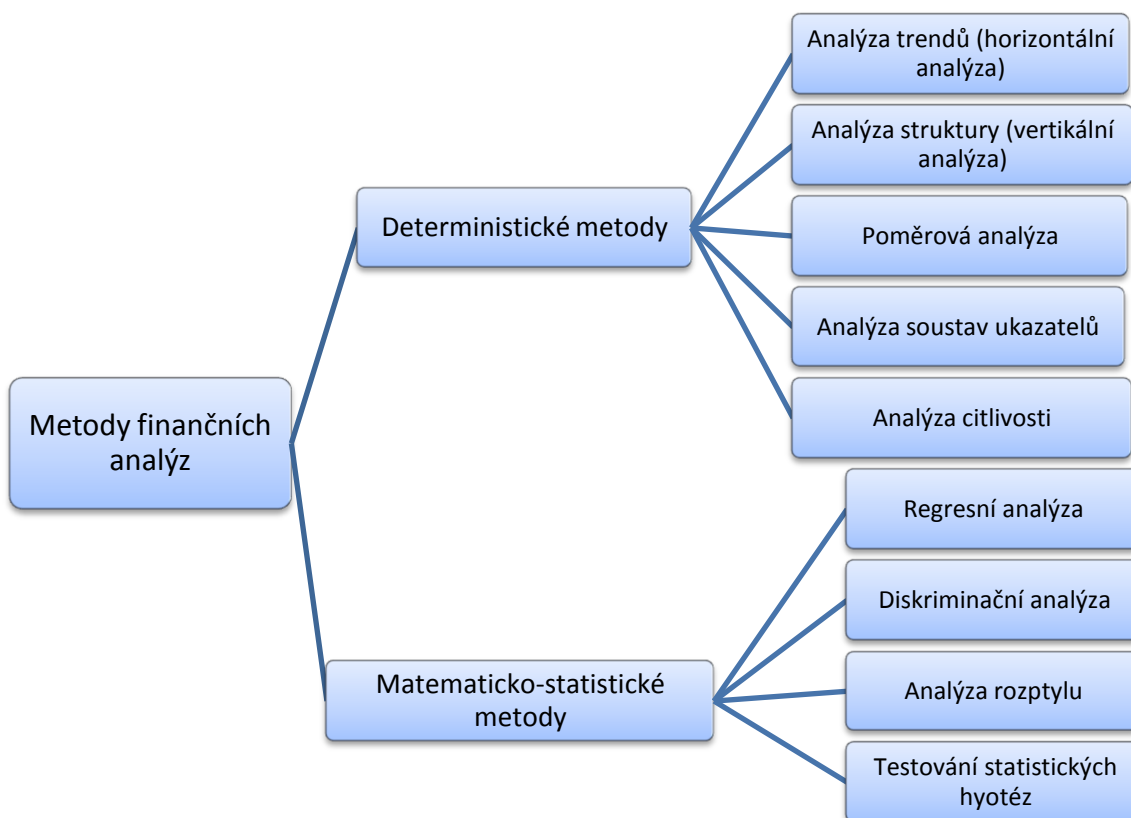 Analýza trendů (horizontální
analýza)
Analýza struktury (vertikální
analýza)
Deterministické metody
Poměrová analýza
Analýza soustav ukazatelů
Metody finančních
analýz
Analýza citlivosti
Regresní analýza
Diskriminační analýza
Matematicko-statistické
metody
Analýza rozptylu
Testování statistických
hyotéz